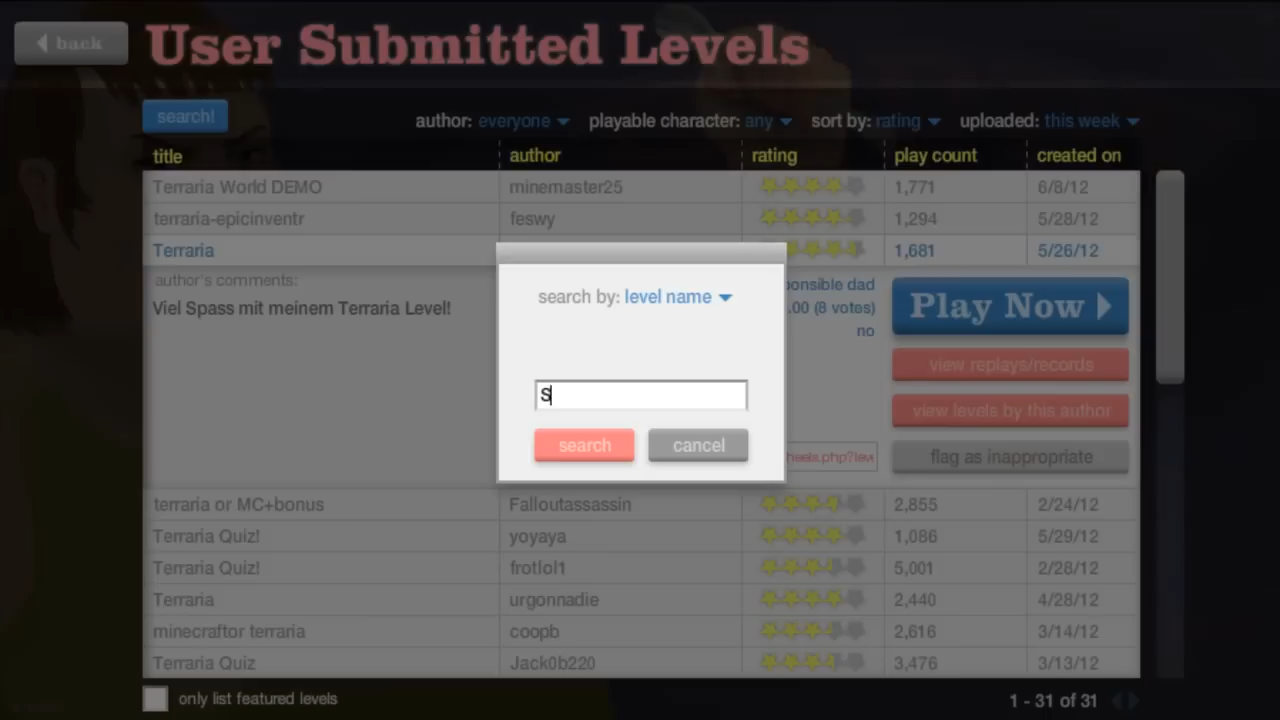 back
User Submitted Levels
search!
author: everyone playable character: any sort by: rating uploaded: this week
title author rating play count created on
Terraria World DEMO minemaster25 1,771 6/8/12
terraria-epicinventr feswy 1,294 5/28/12
Terraria 1,681 5/26/12
author's comments:
Viel Spass mit meinem Terraria Level!
dad
.00 (8 votes)
no
Play Now
view replays/records
view levels by this author
flag as inappropriate
search by: level name
S
search cancel
terraria or MC+bonus Falloutassassin 2,855 2/24/12
Terraria Quiz! yoyaya 1,086 5/29/12
Terraria Quiz! frotlol1 5,001 2/28/12
Terraria urgonnadie 2,440 4/28/12
minecraftor terraria coopb 2,616 3/14/12
Terraria Quiz Jack0b220 3,476 3/13/12
only list featured levels
1 - 31 of 31